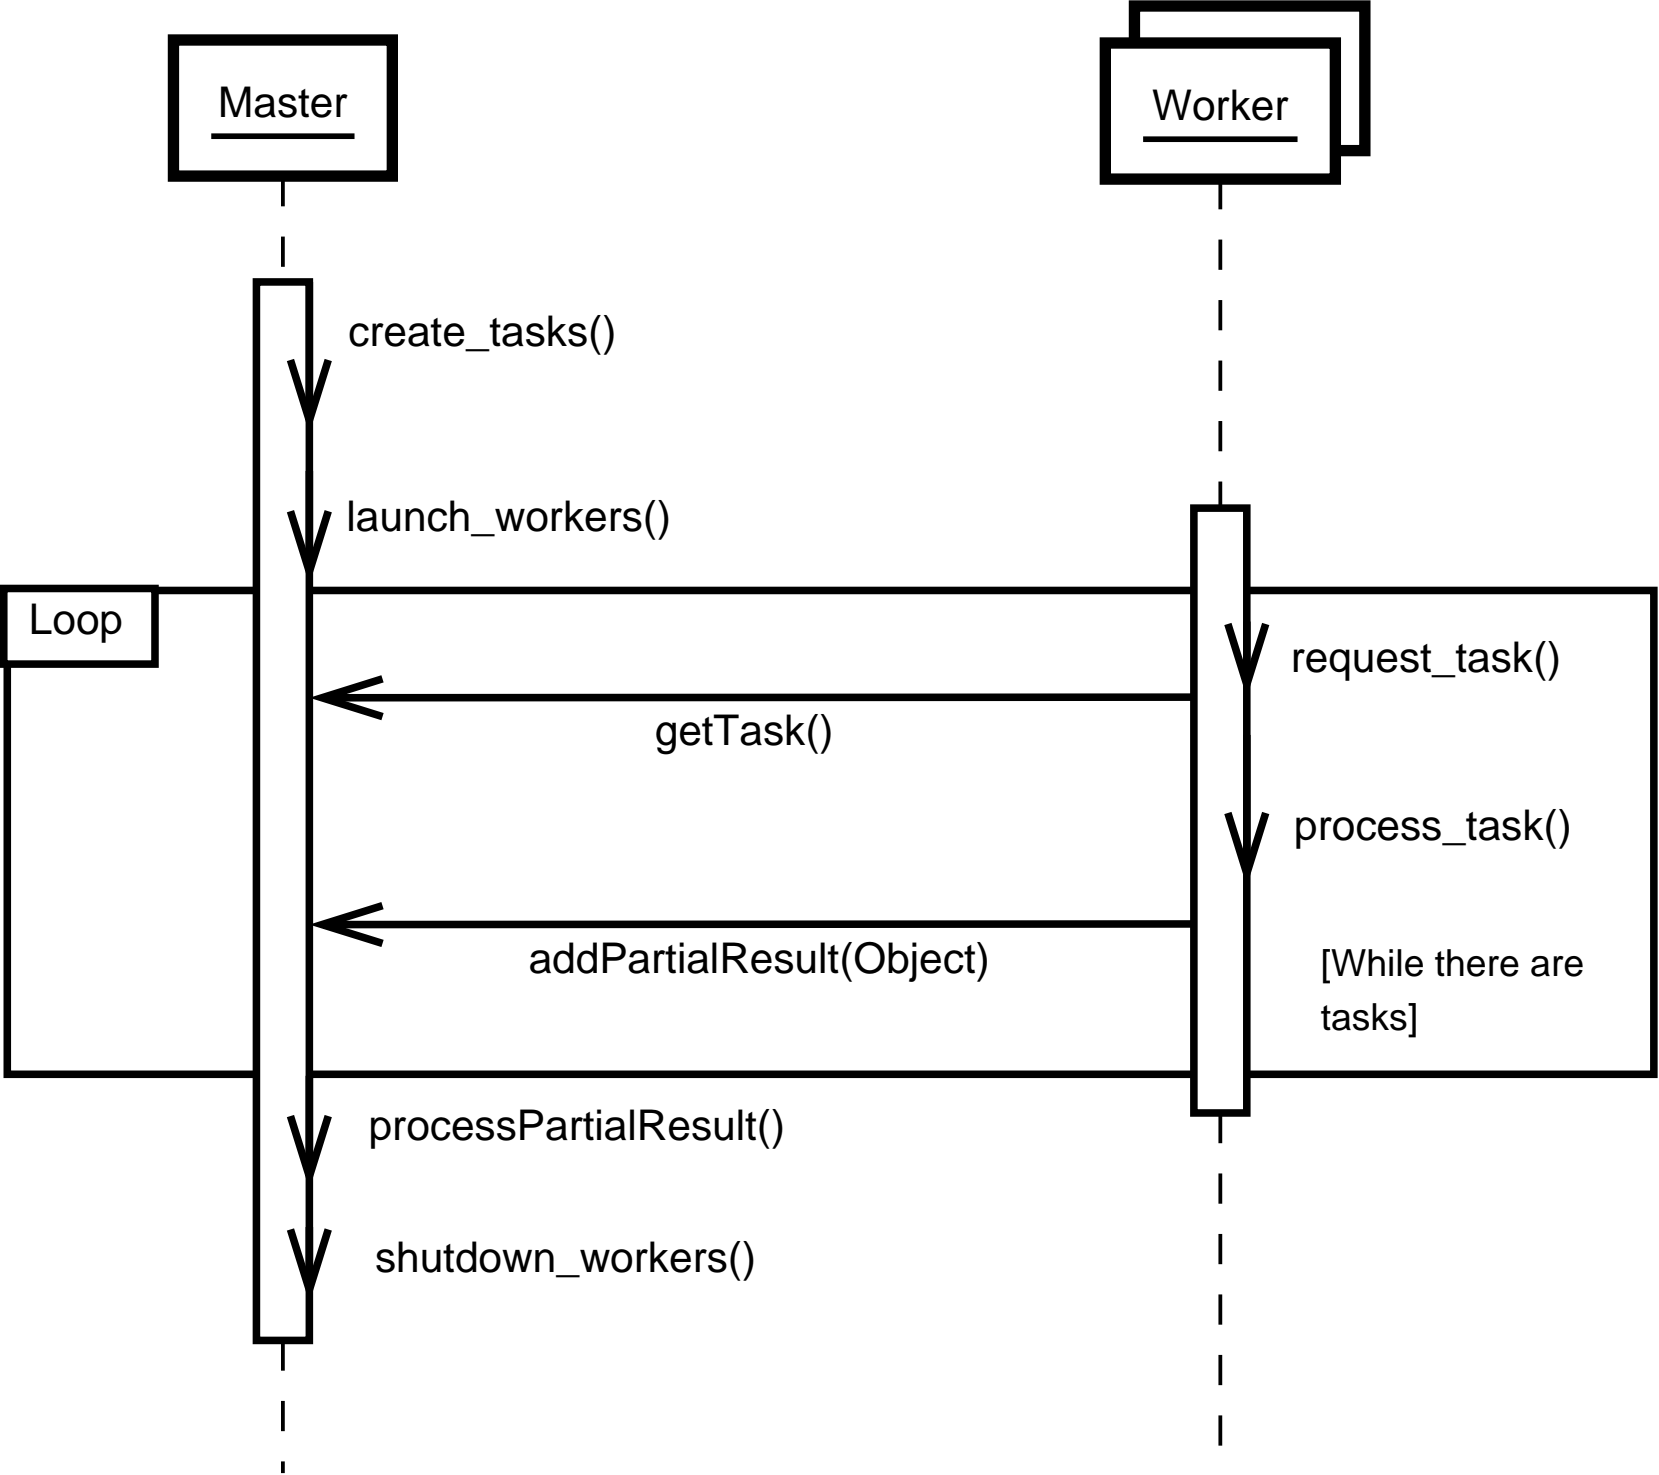 Master
Worker
create_tasks()
launch_workers()
Loop
request_task()
getTask()
process_task()
addPartialResult(Object)
[While there are
tasks]
processPartialResult()
shutdown_workers()